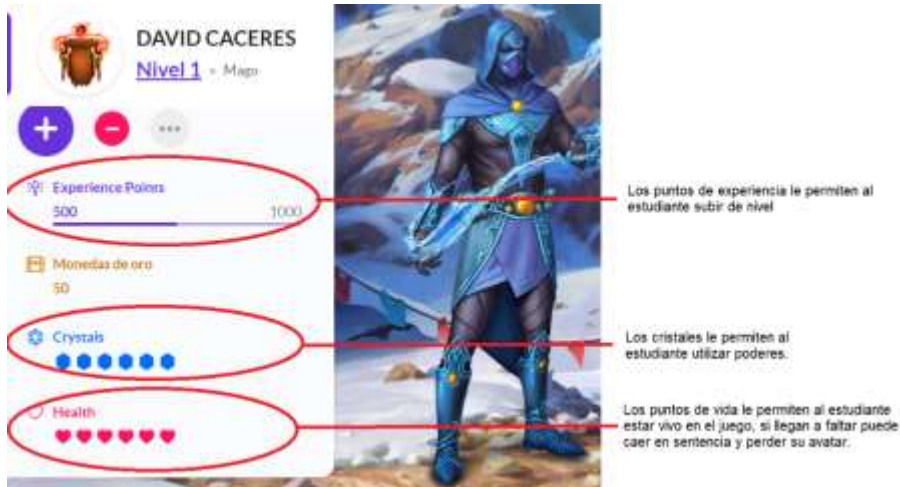 DAVID CACERES
Nivel 1 • Mago
Experience Points
500 1000
Monedas de oro
50
Crystals
Health
Los puntos de experiencia le permiten al
estudiante subir de nivel
Los cristales le permiten al
estudiante utilizar poderes.
Los puntos de vida le permiten al estudiante
estar vivo en el juego, si llegan a faltar puede
caer en sentencia y perder su avatar.